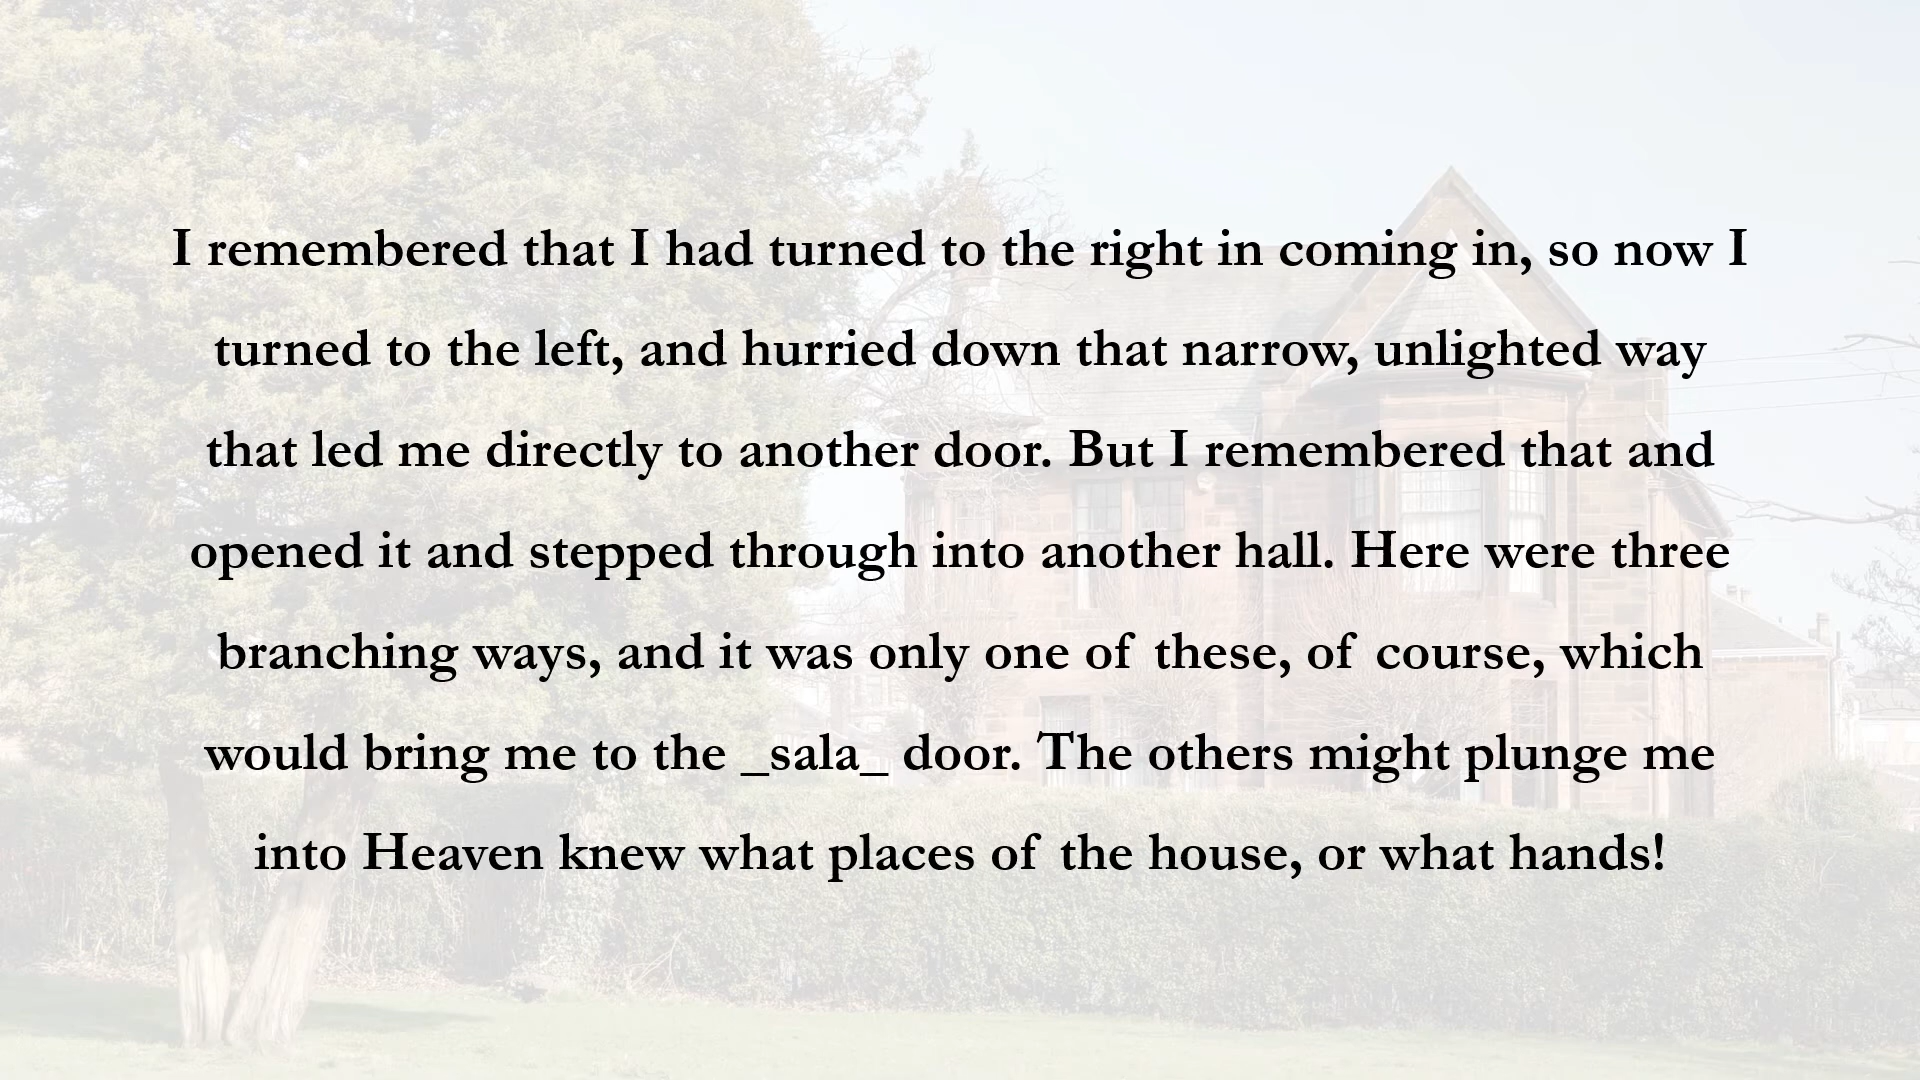 I remembered that I had turned to the right in coming in, so now I
turned to the left, and hurried down that narrow, unlighted way
that led me directly to another door. But I remembered that and
opened it and stepped through into another hall. Here were three
branching ways, and it was only one of these, of course, which
would bring me to the _sala_ door. The others might plunge me
into Heaven knew what places of the house, or what hands!